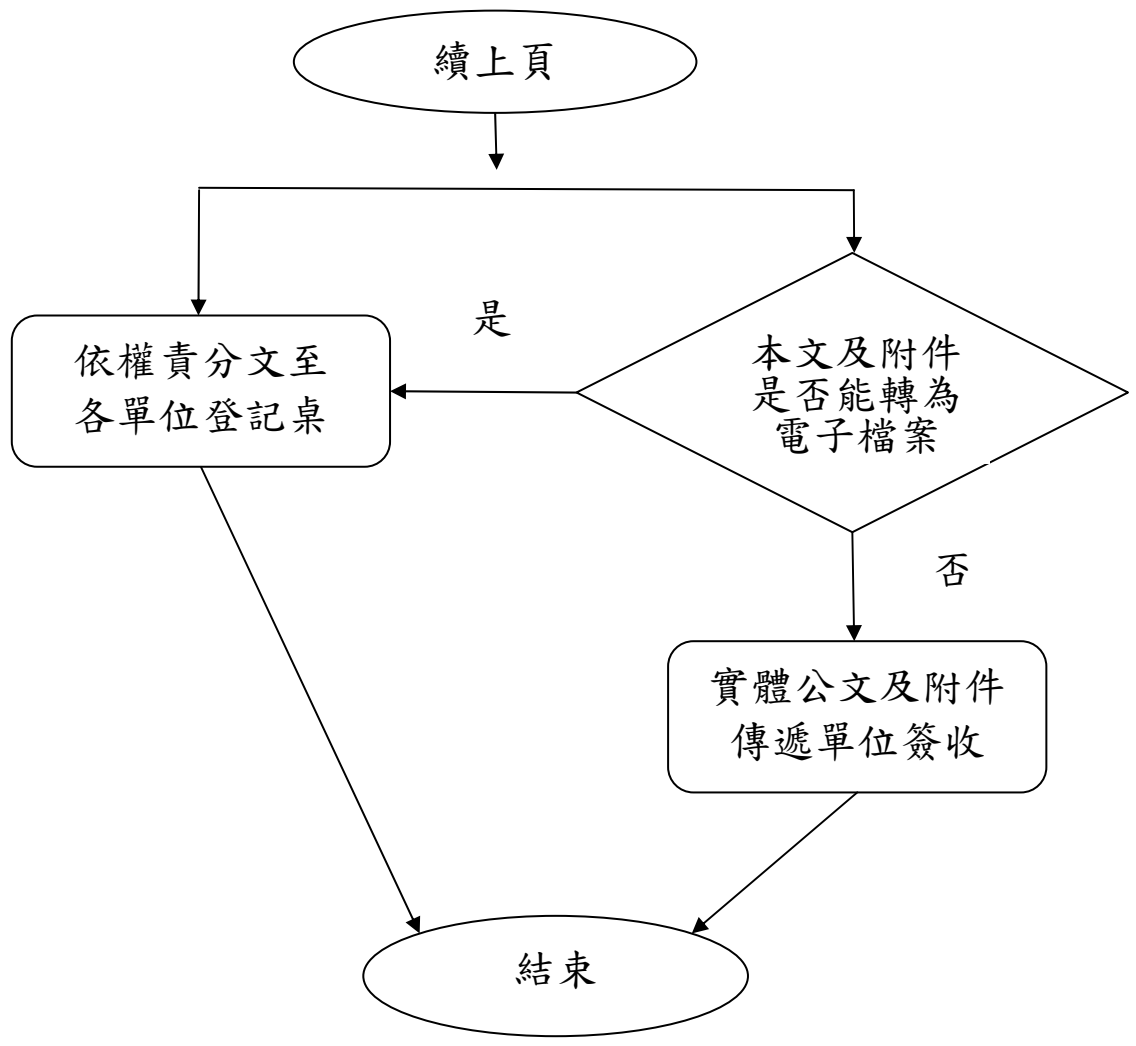 續上頁
是
依權責分文至
各單位登記桌
本文及附件
是否能轉為
電子檔案
否
實體公文及附件
傳遞單位簽收
結束